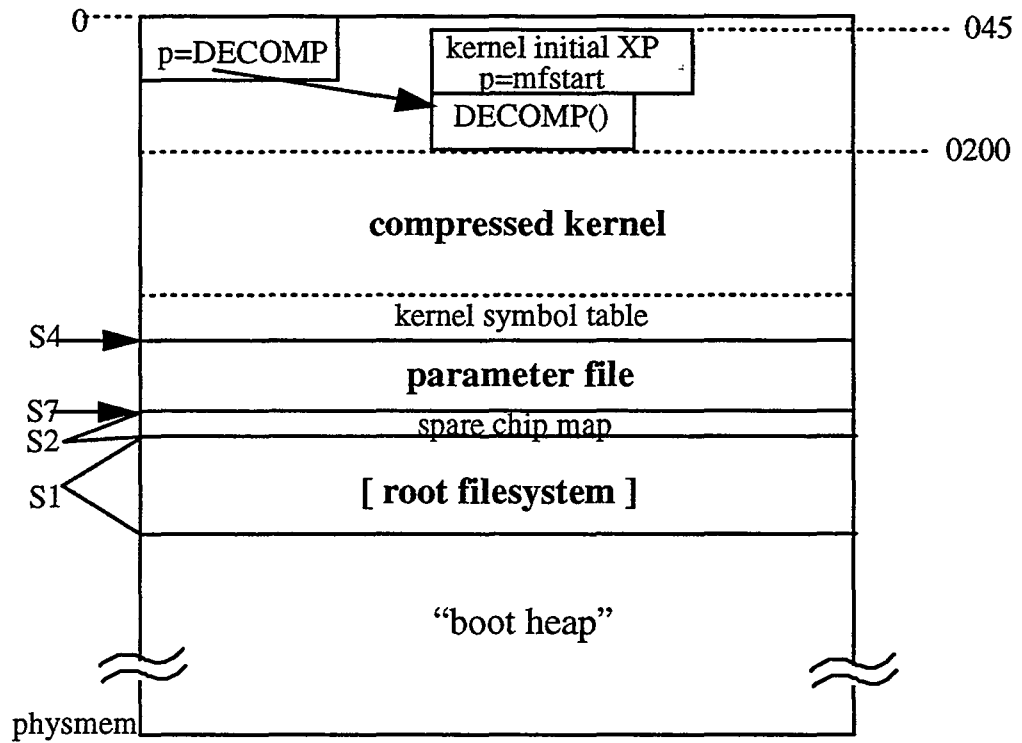 0
045
p=DECOMP
kernel initial XP
p=mfstart
DECOMP()
0200
compressed kernel
kernel symbol table
S4
parameter file
S7
spare chip map
S2
[ root filesystem ]
S1
“boot heap”
physmem